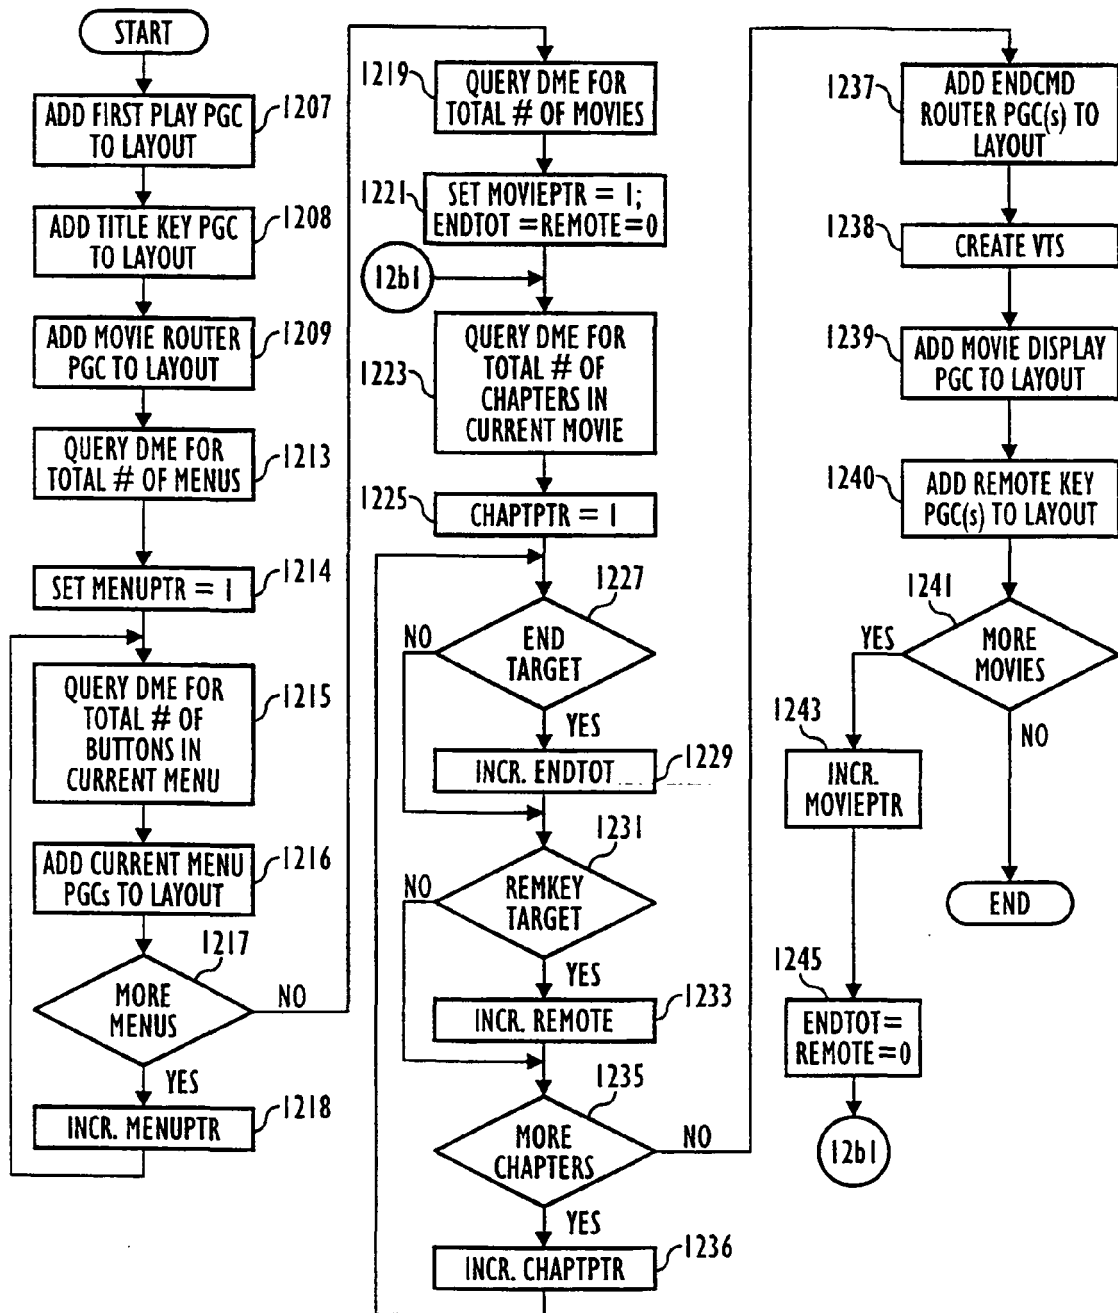 START
ADD FIRST PLAY PGC
TO LAYOUT
1207
ADD TITLE KEY PGC
TO LAYOUT
1208
ADD MOVIE ROUTER
PGC TO LAYOUT
1209
QUERY DME FOR
TOTAL # OF MENUS
1213
SET MENUPTR = 1
1214
QUERY DME FOR
TOTAL # OF
BUTTONS IN
CURRENT MENU
1215
ADD CURRENT MENU
PGCs TO LAYOUT
1216
1217
MORE
MENUS
NO
YES
INCR. MENUPTR
1218
1219
QUERY DME FOR
TOTAL # OF MOVIES
1221
SET MOVIEPTR = 1;
ENDTOT =REMOTE=0
12b1
1223
QUERY DME FOR
TOTAL # OF
CHAPTERS IN
CURRENT MOVIE
1225
CHAPTPTR = 1
1227
NO
END
TARGET
YES
INCR. ENDTOT
1229
1231
NO
REMKEY
TARGET
YES
INCR. REMOTE
1233
1235
MORE
CHAPTERS
NO
YES
INCR. CHAPTPTR
1236
1237
ADD ENDCMD
ROUTER PGC(s) TO
LAYOUT
1238
CREATE VTS
1239
ADD MOVIE DISPLAY
PGC TO LAYOUT
1240
ADD REMOTE KEY
PGC(s) TO LAYOUT
1241
YES
MORE
MOVIES
NO
1243
INCR.
MOVIEPTR
END
1245
ENDTOT=
REMOTE=0
12b1